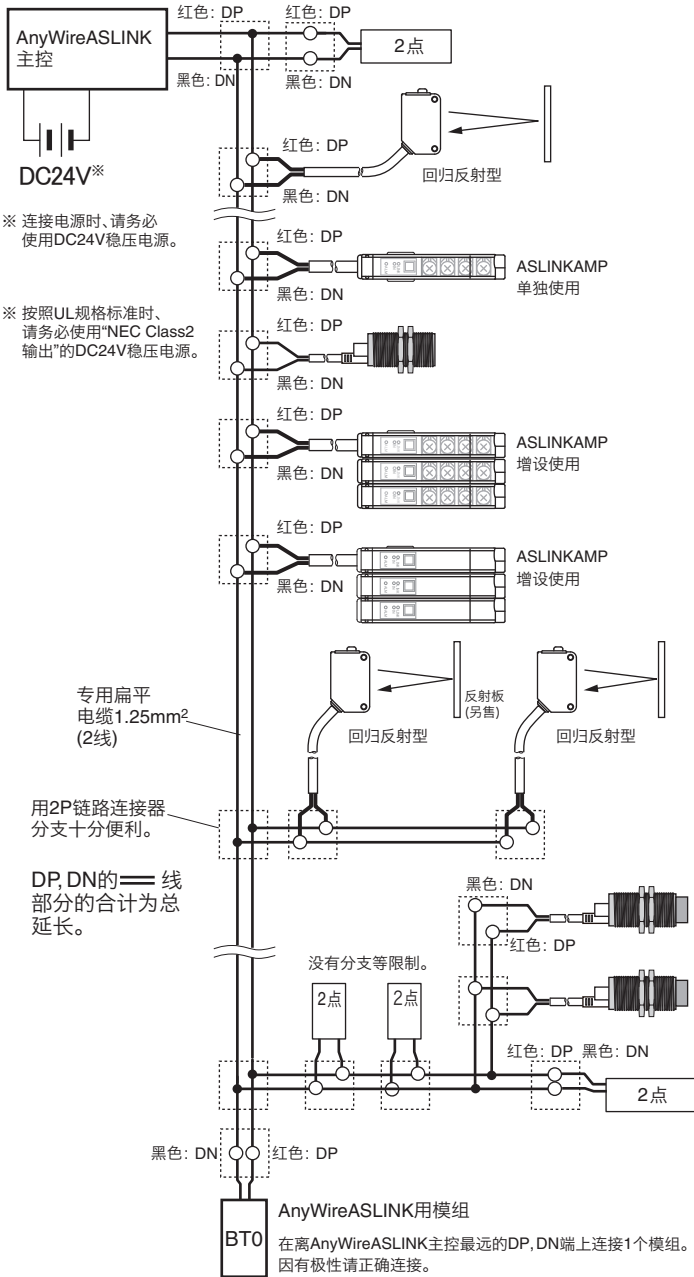 红色: DP
红色: DP
AnyWireASLINK
主控
2点
黑色: DN
黑色: DN
DC24V※
红色: DP
回归反射型
黑色: DN
※ 连接电源时、请务必
使用DC24V稳压电源。
红色: DP
ASLINKAMP
单独使用
黑色: DN
※ 按照UL规格标准时、
请务必使用“NEC Class2
输出”的DC24V稳压电源。
红色: DP
黑色: DN
红色: DP
ASLINKAMP
增设使用
黑色: DN
红色: DP
ASLINKAMP
增设使用
黑色: DN
专用扁平
电缆1.25mm²
(2线)
反射板
(另售)
回归反射型
回归反射型
用2P链路连接器
分支十分便利。
DP, DN的 线
部分的合计为总
延长。
黑色: DN
红色: DP
没有分支等限制。
2点
2点
红色: DP
黑色: DN
2点
黑色: DN
红色: DP
BT0
AnyWireASLINK用模组
在离AnyWireASLINK主控最远的DP, DN端上连接1个模组。
因有极性请正确连接。